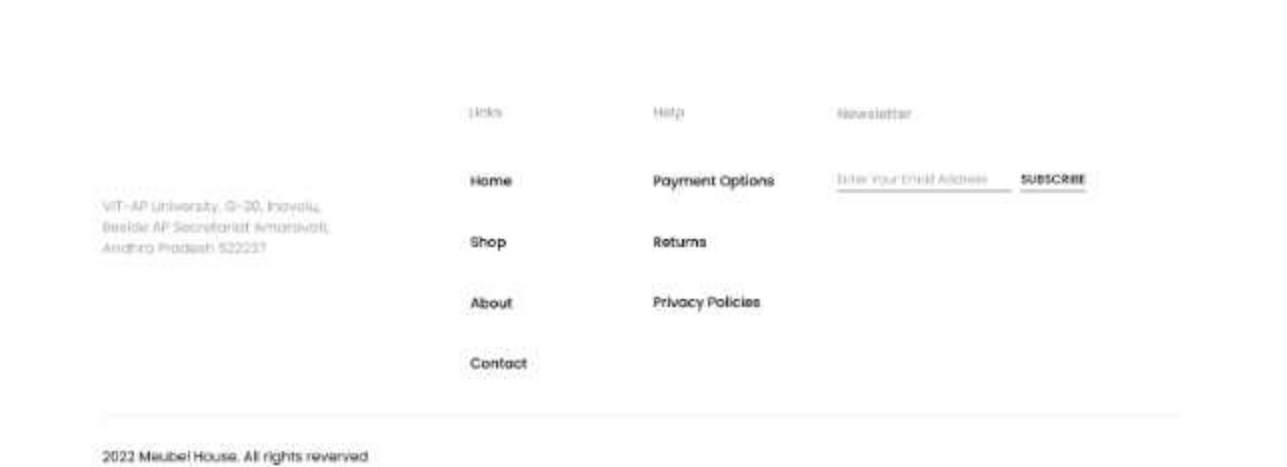 Links
Help
Newsletter
Home
Payment Options
Enter Your Email Address
SUBSCRIBE
VIT-AP University, G-30, Inavolu,
Beside AP Secretariat Amaravati,
Andhra Pradesh 522237
Shop
Returns
About
Privacy Policies
Contact
2022 Meubel House. All rights reverved